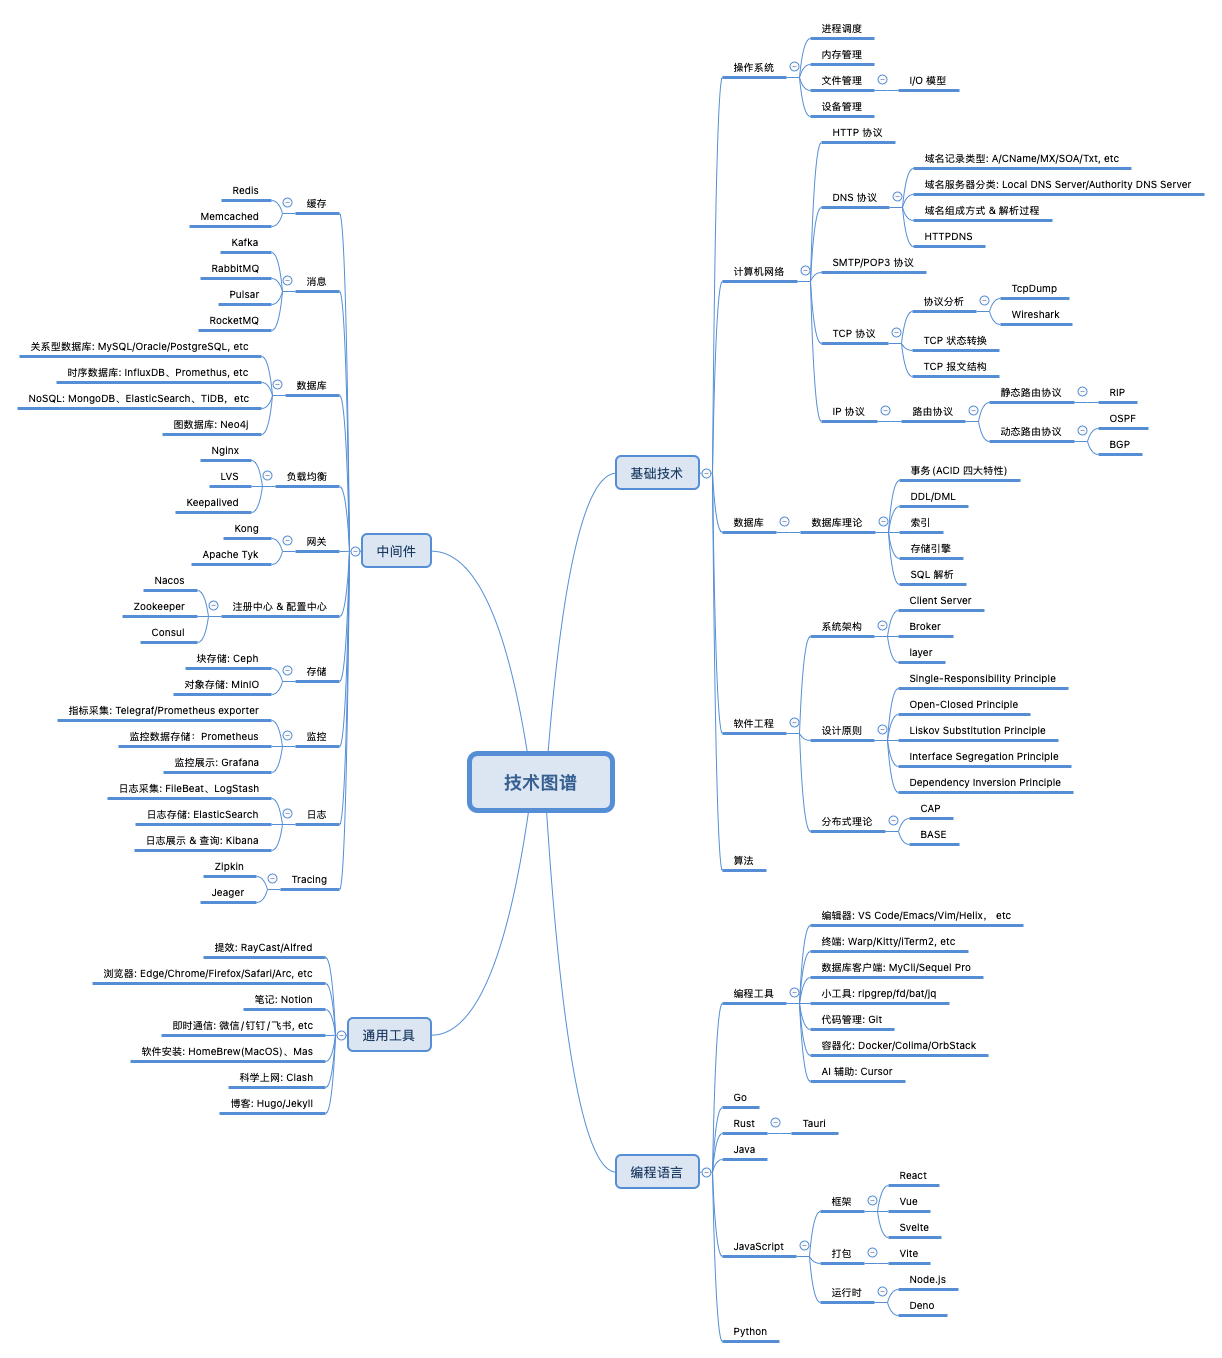 技术图谱
基础技术
操作系统
进程调度
内存管理
文件管理
I/O 模型
设备管理
计算机网络
HTTP 协议
DNS 协议
域名记录类型: A/CName/MX/SOA/Txt, etc
域名服务器分类: Local DNS Server/Authority DNS Server
域名组成方式 & 解析过程
HTTPDNS
SMTP/POP3 协议
TCP 协议
协议分析
TcpDump
Wireshark
TCP 状态转换
TCP 报文结构
IP 协议
路由协议
静态路由协议
RIP
动态路由协议
OSPF
BGP
数据库
数据库理论
事务 (ACID 四大特性)
DDL/DML
索引
存储引擎
SQL 解析
软件工程
系统架构
Client Server
Broker
layer
设计原则
Single-Responsibility Principle
Open-Closed Principle
Liskov Substitution Principle
Interface Segregation Principle
Dependency Inversion Principle
分布式理论
CAP
BASE
算法
编程语言
编程工具
编辑器: VS Code/Emacs/Vim/Helix， etc
终端: Warp/Kitty/iTerm2, etc
数据库客户端: MyCli/Sequel Pro
小工具: ripgrep/fd/bat/jq
代码管理: Git
容器化: Docker/Colima/OrbStack
AI 辅助: Cursor
Go
Rust
Tauri
Java
JavaScript
框架
React
Vue
Svelte
打包
Vite
运行时
Node.js
Deno
Python
中间件
缓存
Redis
Memcached
消息
Kafka
RabbitMQ
Pulsar
RocketMQ
数据库
关系型数据库: MySQL/Oracle/PostgreSQL, etc
时序数据库: InfluxDB、Promethus, etc
NoSQL: MongoDB、ElasticSearch、TiDB，etc
图数据库: Neo4j
负载均衡
Nginx
LVS
Keepalived
网关
Kong
Apache Tyk
注册中心 & 配置中心
Nacos
Zookeeper
Consul
存储
块存储: Ceph
对象存储: MinIO
监控
指标采集: Telegraf/Prometheus exporter
监控数据存储：Prometheus
监控展示: Grafana
日志
日志采集: FileBeat、LogStash
日志存储: ElasticSearch
日志展示 & 查询: Kibana
Tracing
Zipkin
Jeager
通用工具
提效: RayCast/Alfred
浏览器: Edge/Chrome/Firefox/Safari/Arc, etc
笔记: Notion
即时通信: 微信/钉钉/飞书, etc
软件安装: HomeBrew(MacOS)、Mas
科学上网: Clash
博客: Hugo/Jekyll